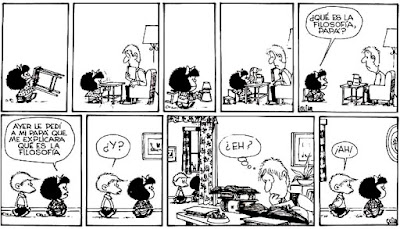 ¿QUÉ ES LA
FILOSOFÍA,
PAPÁ?
AYER LE PEDÍ
A MI PAPÁ QUE
ME EXPLICARA
QUÉ ES LA
FILOSOFÍA
¿Y?
¿EH?
¡AH!